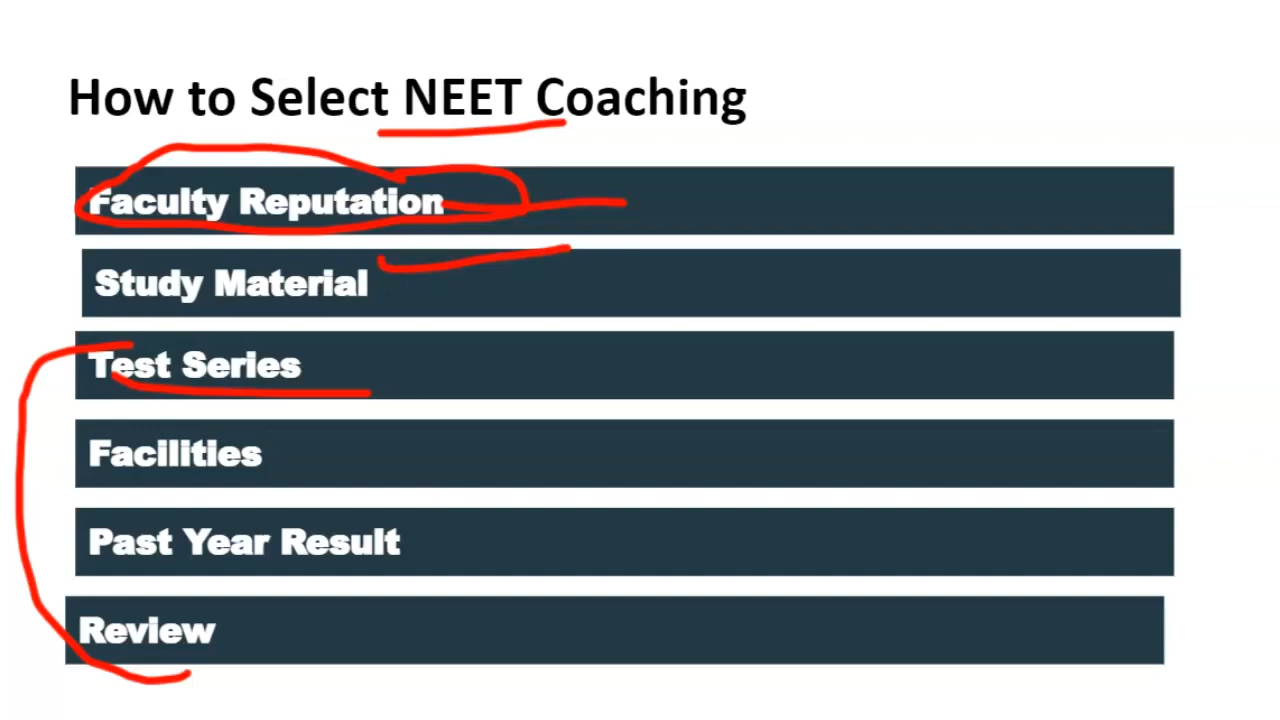 How to Select NEET Coaching
Faculty Reputation
Study Material
Test Series
Facilities
Past Year Result
Review